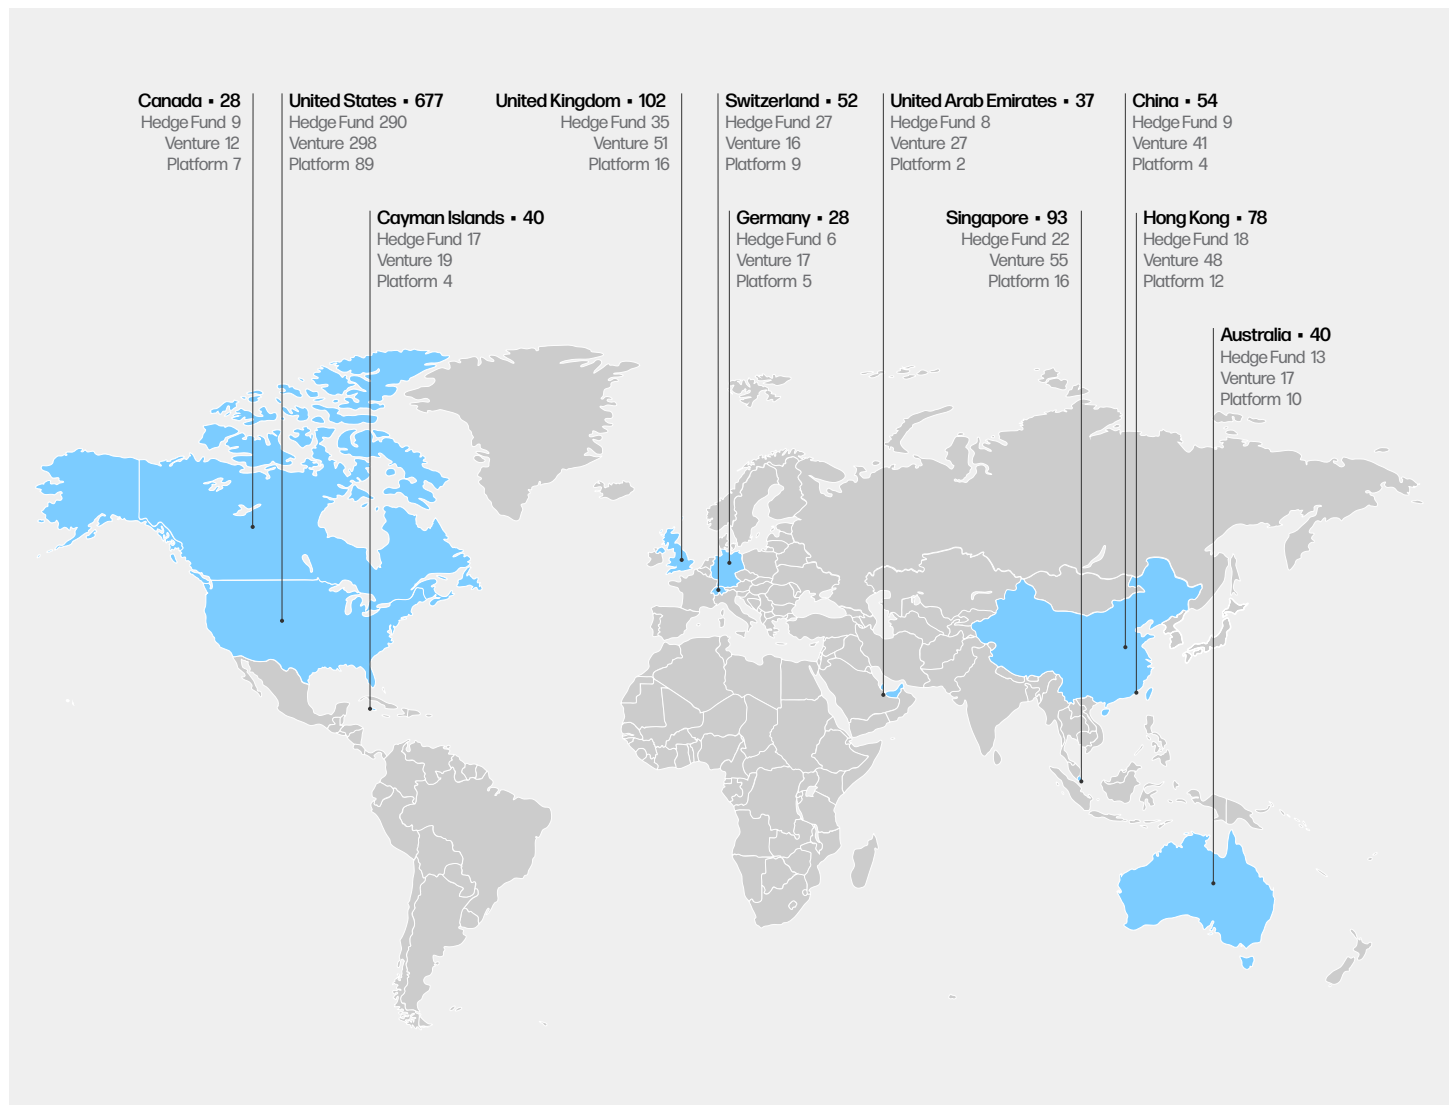 Canada ▪ 28
Hedge Fund 9
Venture 12
Platform 7
United States ▪ 677
Hedge Fund 290
Venture 298
Platform 89
United Kingdom ▪ 102
Hedge Fund 35
Venture 51
Platform 16
Switzerland ▪ 52
Hedge Fund 27
Venture 16
Platform 9
United Arab Emirates ▪ 37
Hedge Fund 8
Venture 27
Platform 2
China ▪ 54
Hedge Fund 9
Venture 41
Platform 4
Cayman Islands ▪ 40
Hedge Fund 17
Venture 19
Platform 4
Germany ▪ 28
Hedge Fund 6
Venture 17
Platform 5
Singapore ▪ 93
Hedge Fund 22
Venture 55
Platform 16
Hong Kong ▪ 78
Hedge Fund 18
Venture 48
Platform 12
Australia ▪ 40
Hedge Fund 13
Venture 17
Platform 10